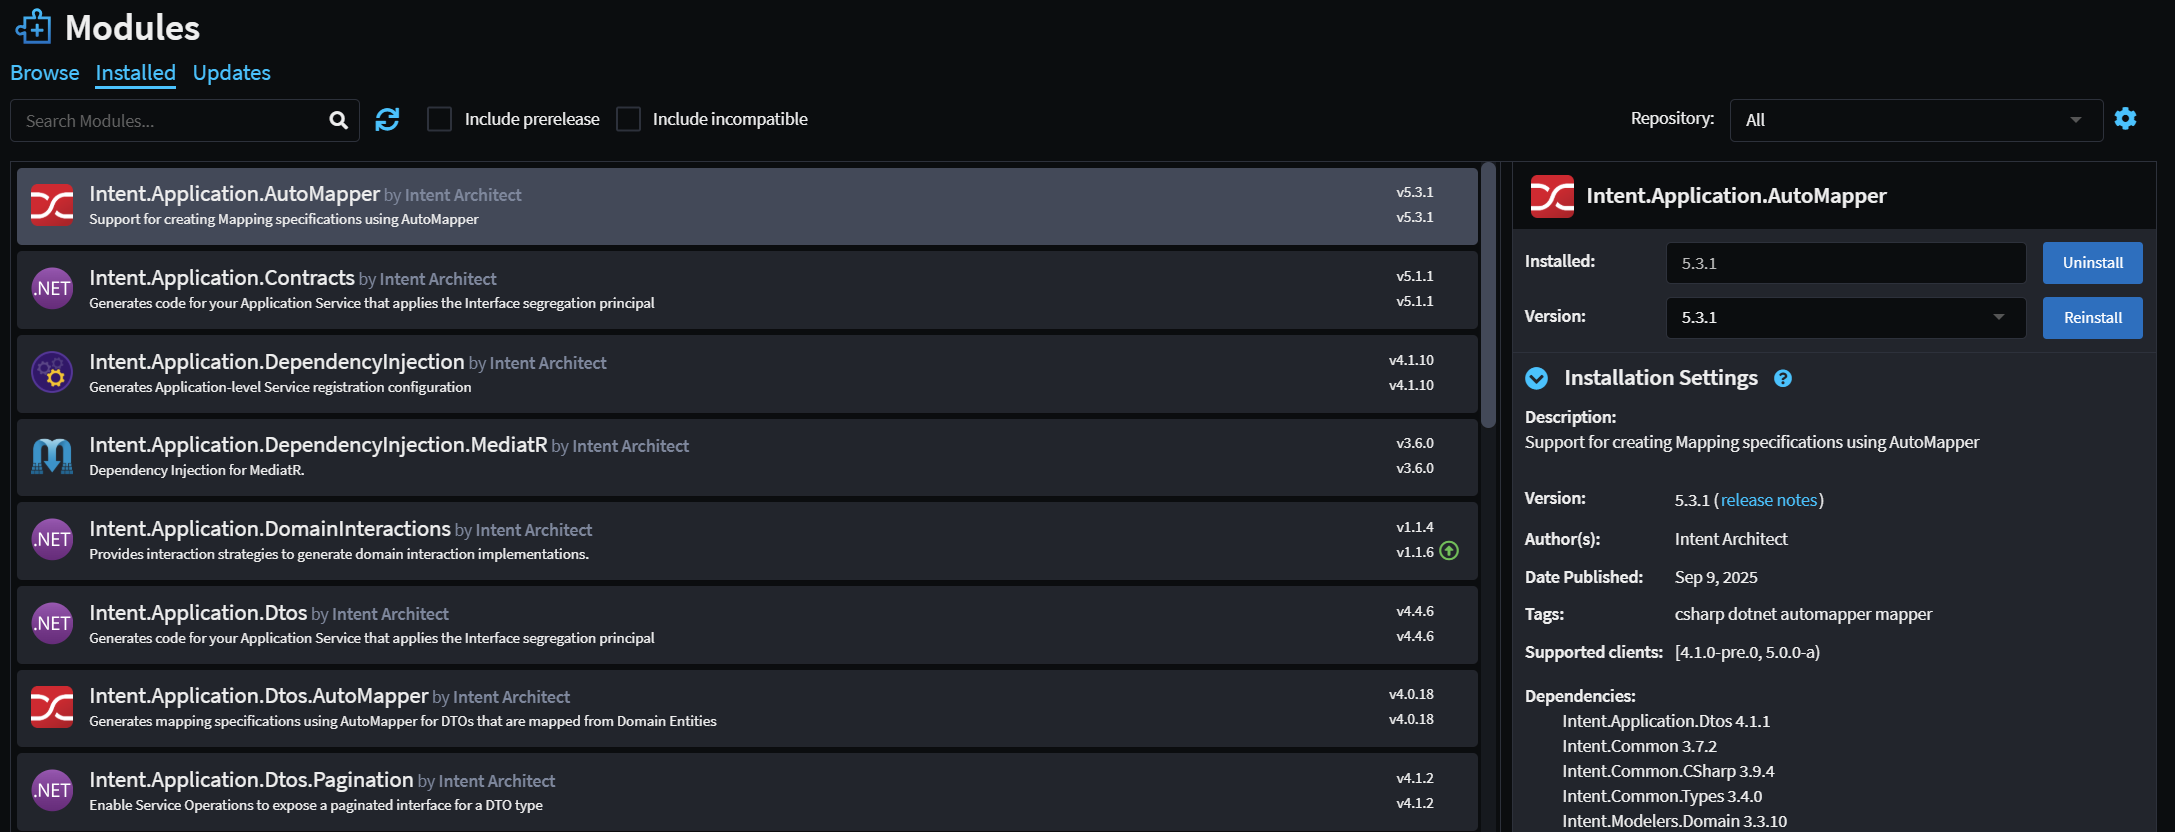 Modules
Browse Installed Updates
Search Modules... Include prerelease Include incompatible Repository: All
Intent.Application.AutoMapper by Intent Architect v5.3.1
Support for creating Mapping specifications using AutoMapper v5.3.1
.NET Intent.Application.Contracts by Intent Architect v5.1.1
Generates code for your Application Service that applies the Interface segregation principal v5.1.1
Intent.Application.DependencyInjection by Intent Architect v4.1.10
Generates Application-level Service registration configuration v4.1.10
Intent.Application.DependencyInjection.MediatR by Intent Architect v3.6.0
Dependency Injection for MediatR. v3.6.0
.NET Intent.Application.DomainInteractions by Intent Architect v1.1.4
Provides interaction strategies to generate domain interaction implementations. v1.1.6
.NET Intent.Application.Dtos by Intent Architect v4.4.6
Generates code for your Application Service that applies the Interface segregation principal v4.4.6
Intent.Application.Dtos.AutoMapper by Intent Architect v4.0.18
Generates mapping specifications using AutoMapper for DTOs that are mapped from Domain Entities v4.0.18
.NET Intent.Application.Dtos.Pagination by Intent Architect v4.1.2
Enable Service Operations to expose a paginated interface for a DTO type v4.1.2
Intent.Application.AutoMapper
Installed: 5.3.1 Uninstall
Version: 5.3.1 Reinstall
Installation Settings ?
Description:
Support for creating Mapping specifications using AutoMapper
Version: 5.3.1 (release notes)
Author(s): Intent Architect
Date Published: Sep 9, 2025
Tags: csharp dotnet automapper mapper
Supported clients: [4.1.0-pre.0, 5.0.0-a)
Dependencies:
Intent.Application.Dtos 4.1.1
Intent.Common 3.7.2
Intent.Common.CSharp 3.9.4
Intent.Common.Types 3.4.0
Intent.Modelers.Domain 3.3.10